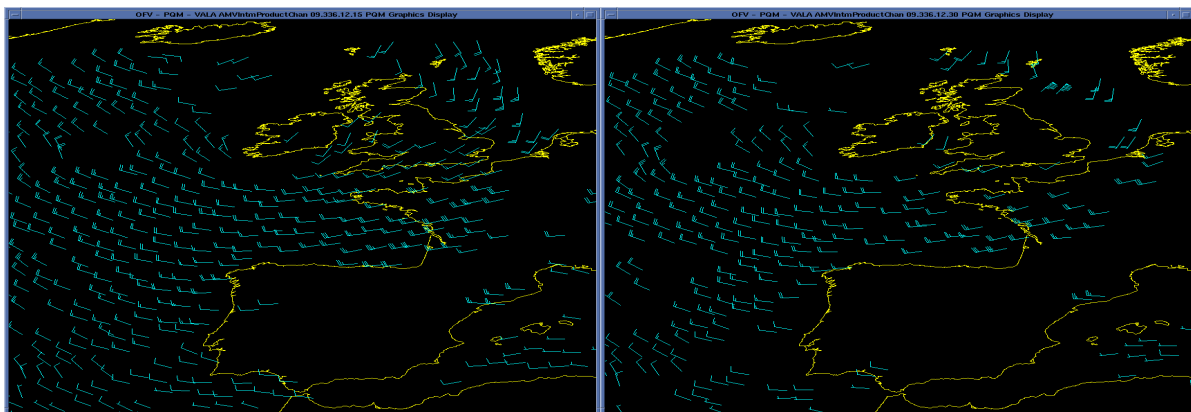 OFV - PQM - VALA AMVIntmProductChan 09.336.12.15 PQM Graphics Display
OFV - PQM - VALA AMVIntmProductChan 09.336.12.30 PQM Graphics Display